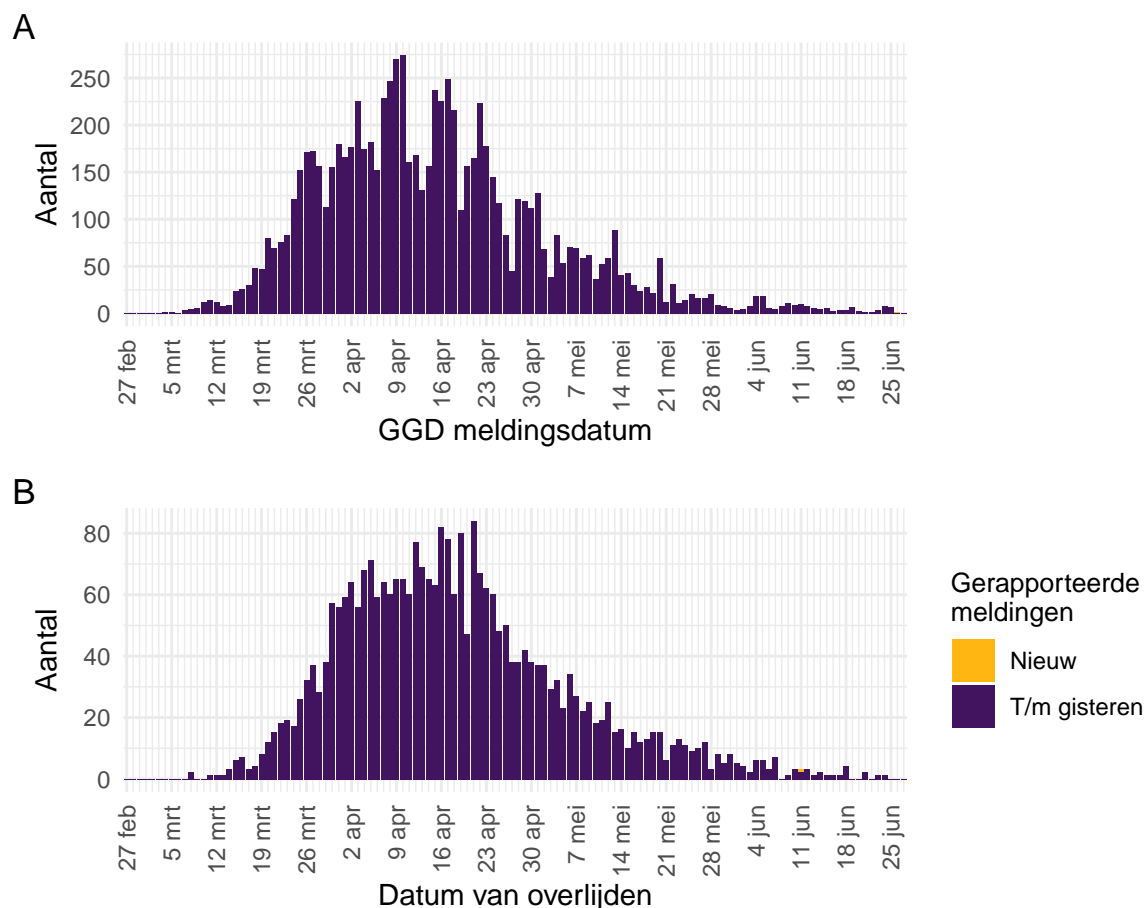 A
Aantal
250
200
150
100
50
0
27 feb
5 mrt
12 mrt
19 mrt
26 mrt
2 apr
9 apr
16 apr
23 apr
30 apr
7 mei
14 mei
21 mei
28 mei
4 jun
11 jun
18 jun
25 jun
GGD meldingsdatum
B
Aantal
80
60
40
20
0
27 feb
5 mrt
12 mrt
19 mrt
26 mrt
2 apr
9 apr
16 apr
23 apr
30 apr
7 mei
14 mei
21 mei
28 mei
4 jun
11 jun
18 jun
25 jun
Datum van overlijden
Gerapporteerde
meldingen
Nieuw
T/m gisteren